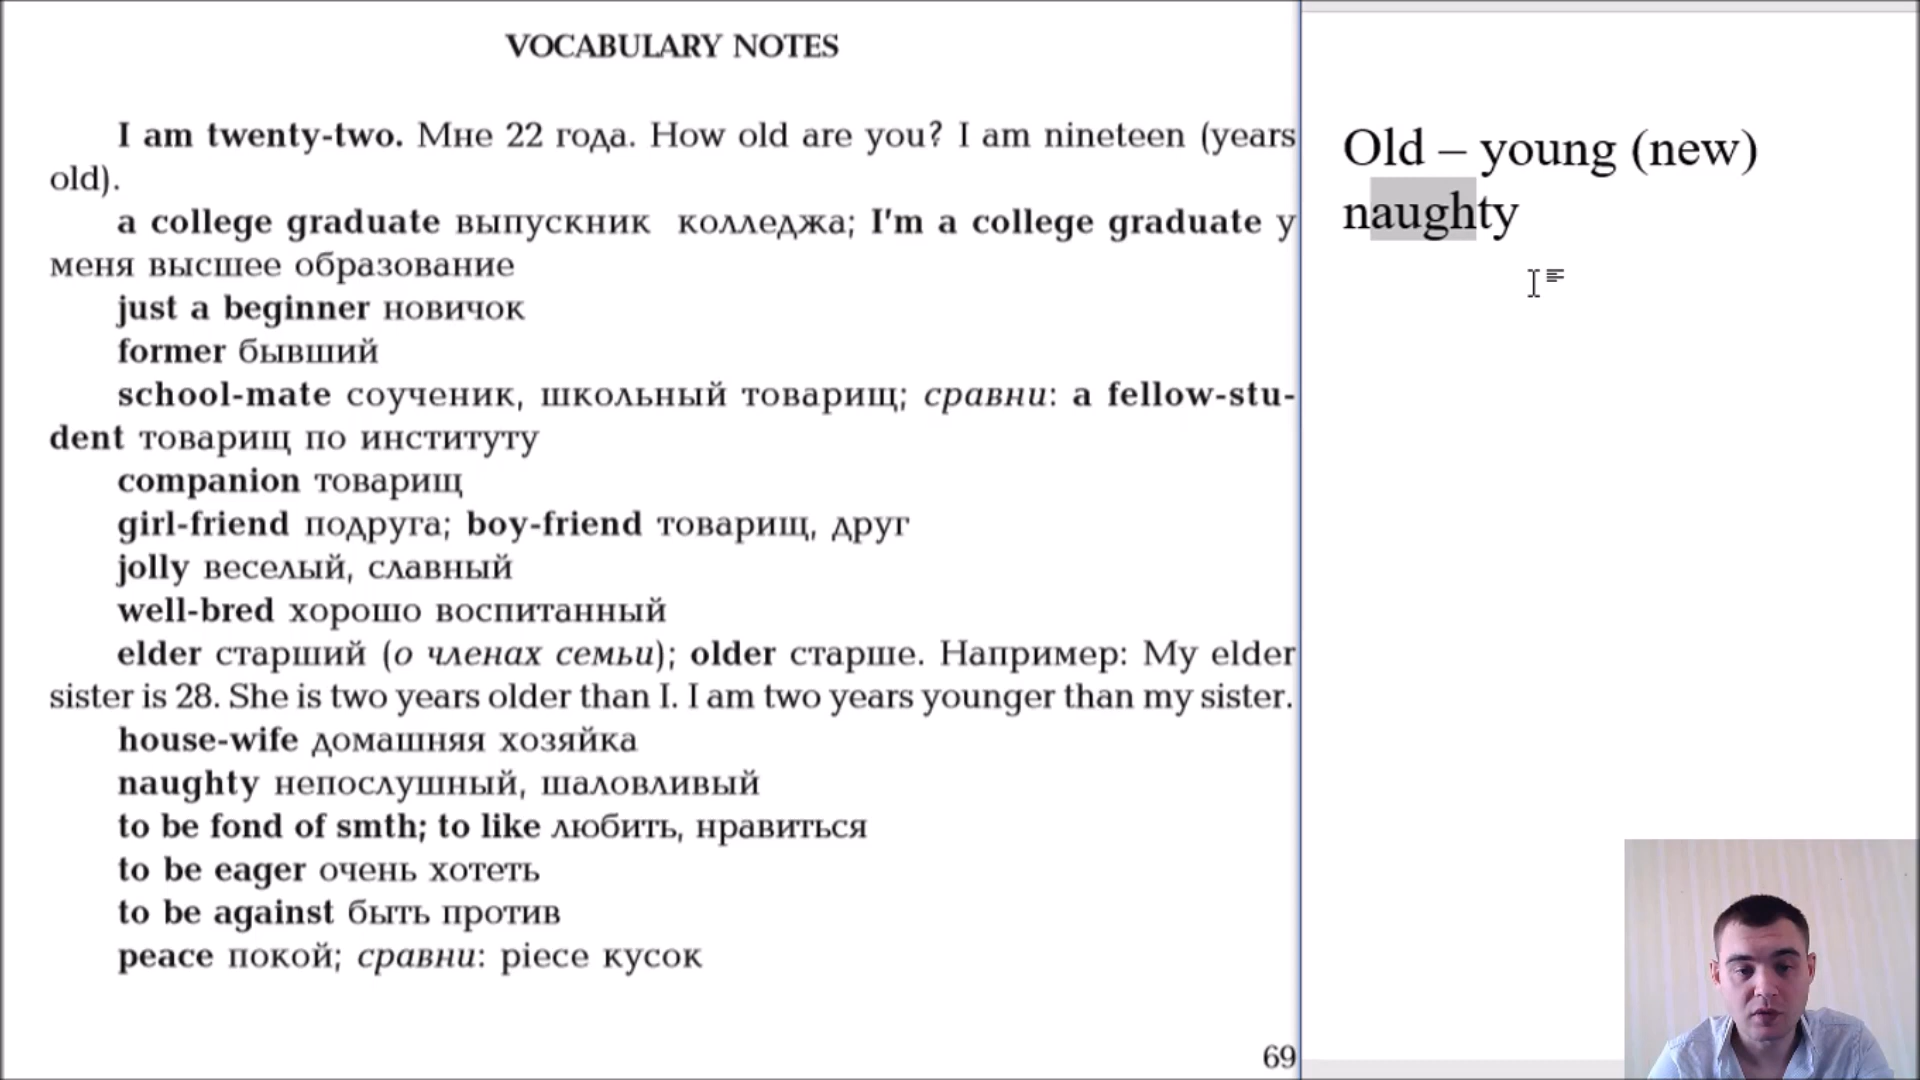 VOCABULARY NOTES
I am twenty-two. Мне 22 года. How old are you? I am nineteen (years
old).
a college graduate выпускник колледжа; I'm a college graduate у
меня высшее образование
just a beginner новичок
former бывший
school-mate соученик, школьный товарищ; сравни: a fellow-stu-
dent товарищ по институту
companion товарищ
girl-friend подруга; boy-friend товарищ, друг
jolly веселый, славный
well-bred хорошо воспитанный
elder старший (о членах семьи); older старше. Например: My elder
sister is 28. She is two years older than I. I am two years younger than my sister.
house-wife домашняя хозяйка
naughty непослушный, шаловливый
to be fond of smth; to like любить, нравиться
to be eager очень хотеть
to be against быть против
peace покой; сравни: piece кусок
69
Old – young (new)
naughty